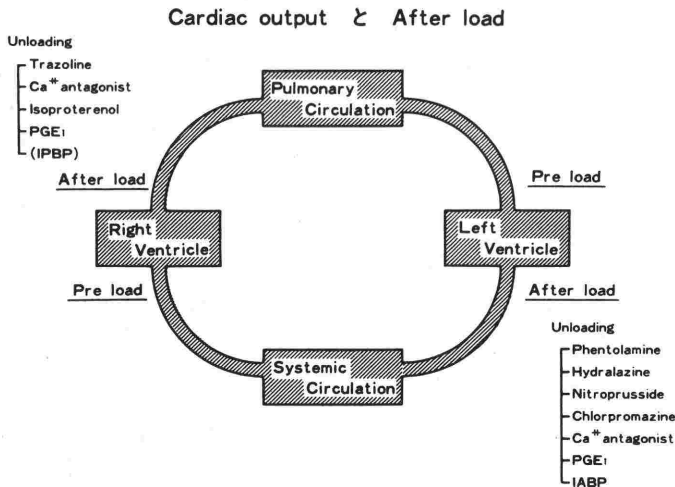 Cardiac output と After load
Unloading
Trazoline
Ca⧺antagonist
Isoproterenol
PGE1
(IPBP)
Pulmonary
Circulation
After load
Pre load
Right
Ventricle
Left
Ventricle
Pre load
After load
Systemic
Circulation
Unloading
Phentolamine
Hydralazine
Nitroprusside
Chlorpromazine
Ca⧺antagonist
PGE1
IABP